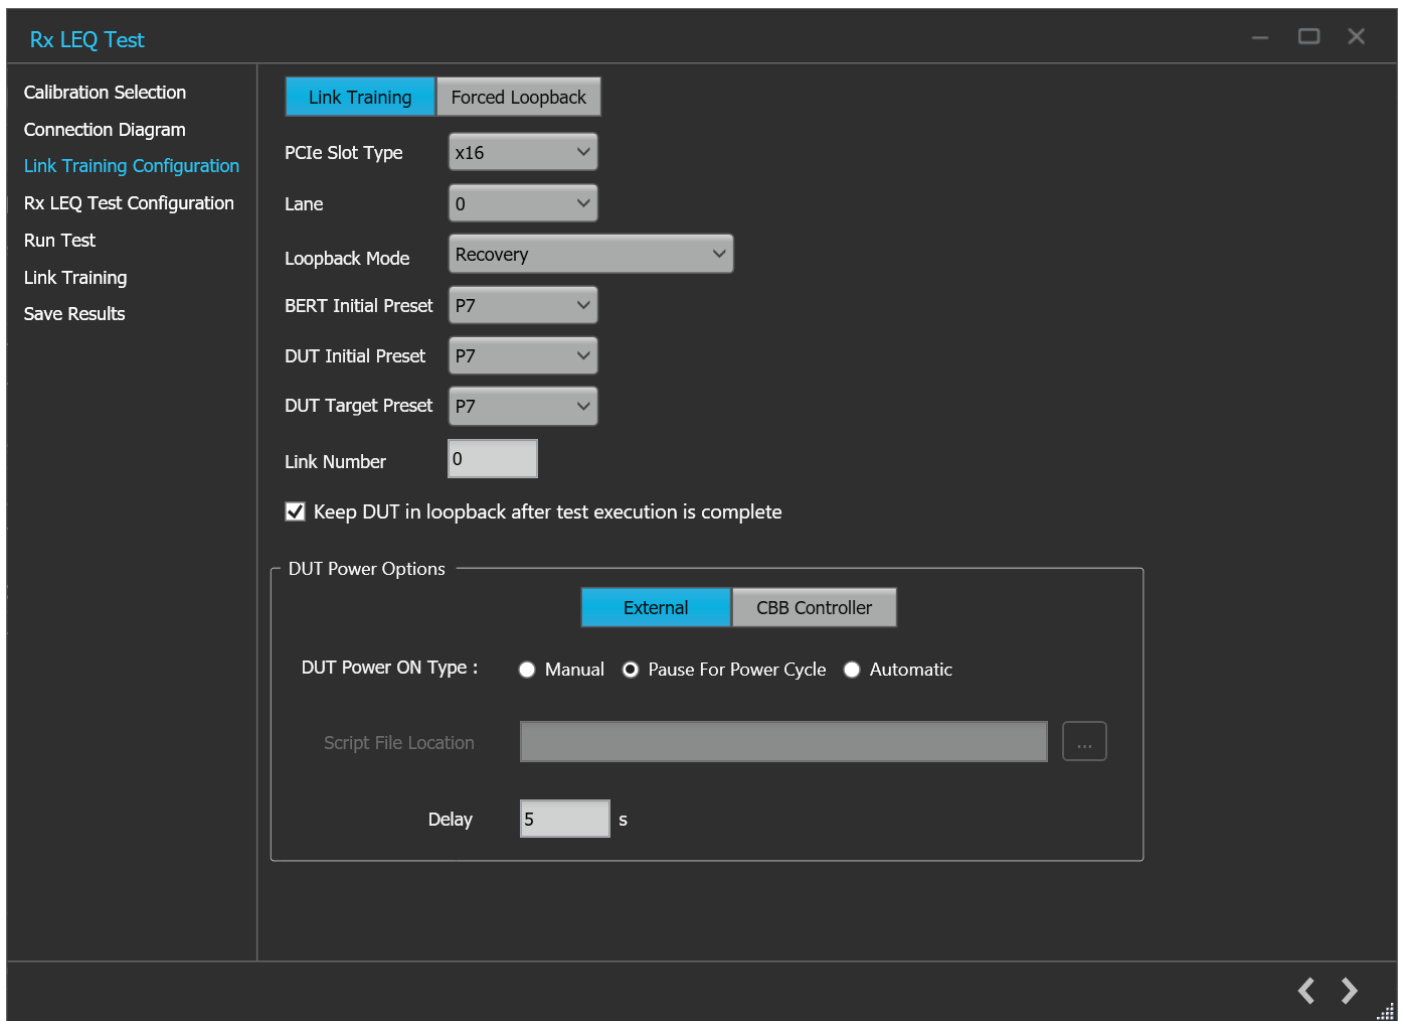 Rx LEQ Test
Calibration Selection
Connection Diagram
Link Training Configuration
Rx LEQ Test Configuration
Run Test
Link Training
Save Results
Link Training Forced Loopback
PCIe Slot Type x16
Lane 0
Loopback Mode Recovery
BERT Initial Preset P7
DUT Initial Preset P7
DUT Target Preset P7
Link Number 0
Keep DUT in loopback after test execution is complete
DUT Power Options
External CBB Controller
DUT Power ON Type : Manual Pause For Power Cycle Automatic
Script File Location ...
Delay 5 s